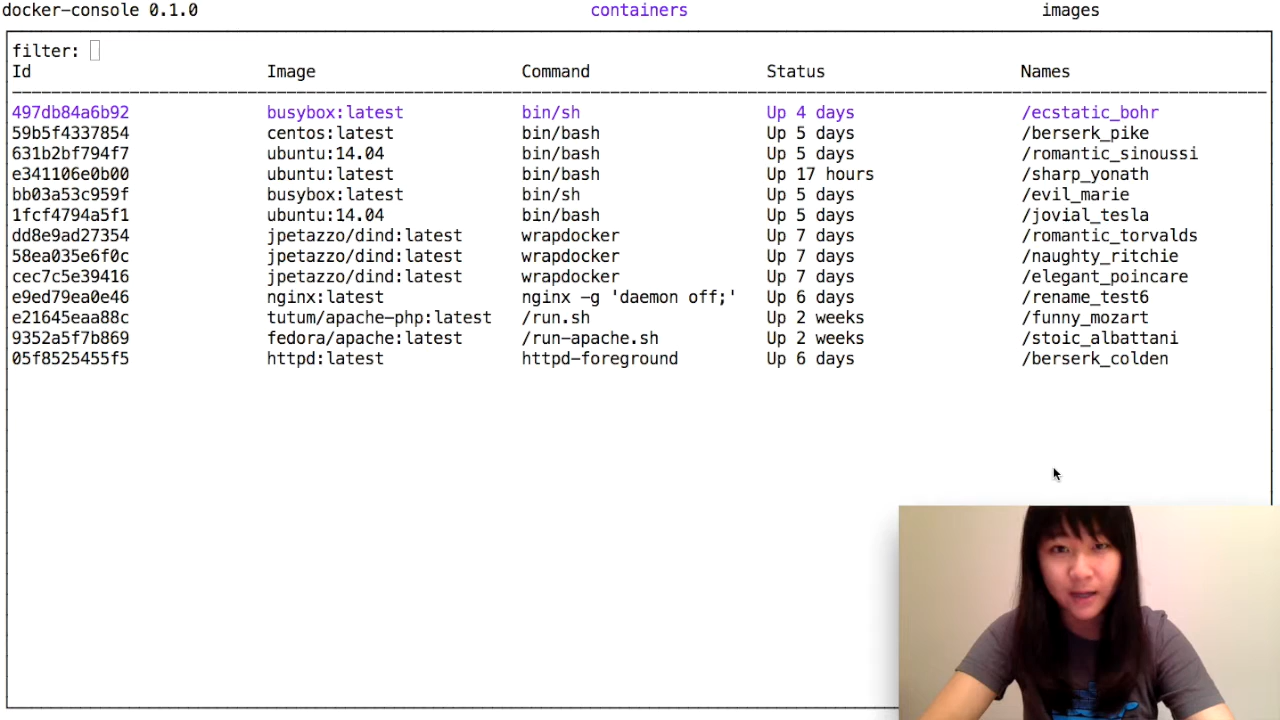 docker-console 0.1.0 containers images
filter:
Id Image Command Status Names
497db84a6b92 busybox:latest bin/sh Up 4 days /ecstatic_bohr
59b5f4337854 centos:latest bin/bash Up 5 days /berserk_pike
631b2bf794f7 ubuntu:14.04 bin/bash Up 5 days /romantic_sinoussi
e341106e0b00 ubuntu:latest bin/bash Up 17 hours /sharp_yonath
bb03a53c959f busybox:latest bin/sh Up 5 days /evil_marie
1fcf4794a5f1 ubuntu:14.04 bin/bash Up 5 days /jovial_tesla
dd8e9ad27354 jpetazzo/dind:latest wrapdocker Up 7 days /romantic_torvalds
58ea035e6f0c jpetazzo/dind:latest wrapdocker Up 7 days /naughty_ritchie
cec7c5e39416 jpetazzo/dind:latest wrapdocker Up 7 days /elegant_poincare
e9ed79ea0e46 nginx:latest nginx -g 'daemon off;' Up 6 days /rename_test6
e21645eaa88c tutum/apache-php:latest /run.sh Up 2 weeks /funny_mozart
9352a5f7b869 fedora/apache:latest /run-apache.sh Up 2 weeks /stoic_albattani
05f8525455f5 httpd:latest httpd-foreground Up 6 days /berserk_colden